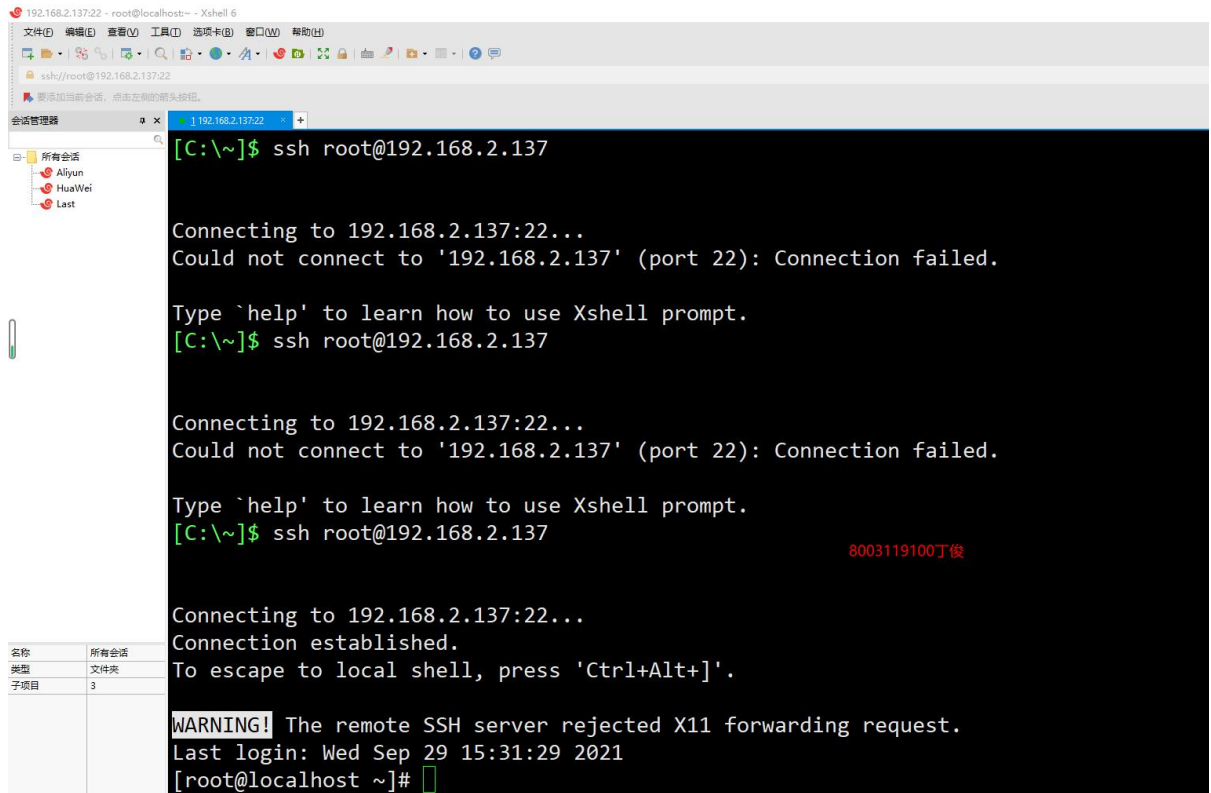 192.168.2.137:22 - root@localhost:~ - Xshell 6
文件(F) 编辑(E) 查看(V) 工具(T) 选项卡(B) 窗口(W) 帮助(H)
ssh://root@192.168.2.137:22
要添加当前会话，点击左侧的箭头按钮。
会话管理器
1 192.168.2.137:22
所有会话
Aliyun
HuaWei
Last
[C:\~]$ ssh root@192.168.2.137
Connecting to 192.168.2.137:22...
Could not connect to '192.168.2.137' (port 22): Connection failed.
Type `help' to learn how to use Xshell prompt.
[C:\~]$ ssh root@192.168.2.137
Connecting to 192.168.2.137:22...
Could not connect to '192.168.2.137' (port 22): Connection failed.
Type `help' to learn how to use Xshell prompt.
[C:\~]$ ssh root@192.168.2.137
8003119100丁俊
Connecting to 192.168.2.137:22...
Connection established.
To escape to local shell, press 'Ctrl+Alt+]'.
WARNING! The remote SSH server rejected X11 forwarding request.
Last login: Wed Sep 29 15:31:29 2021
[root@localhost ~]#
名称 所有会话
类型 文件夹
子项目 3